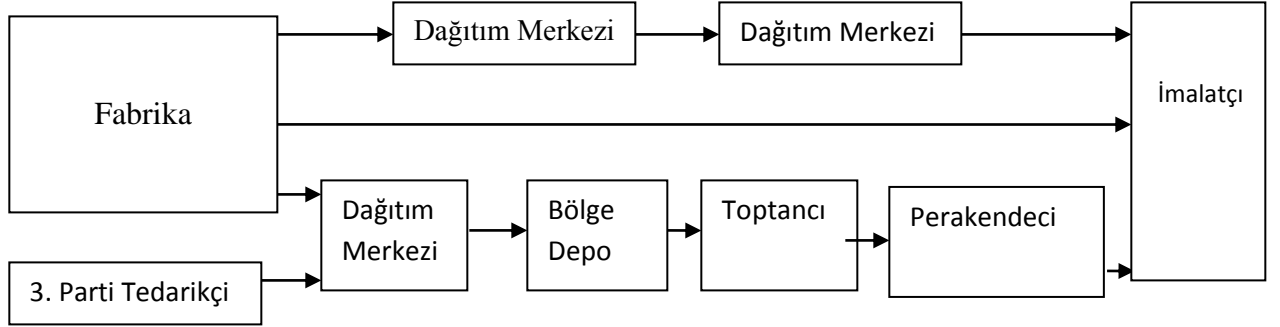 Dağıtım Merkezi
Dağıtım Merkezi
İmalatçı
Fabrika
Dağıtım
Merkezi
Bölge
Depo
Toptancı
Perakendeci
3. Parti Tedarikçi